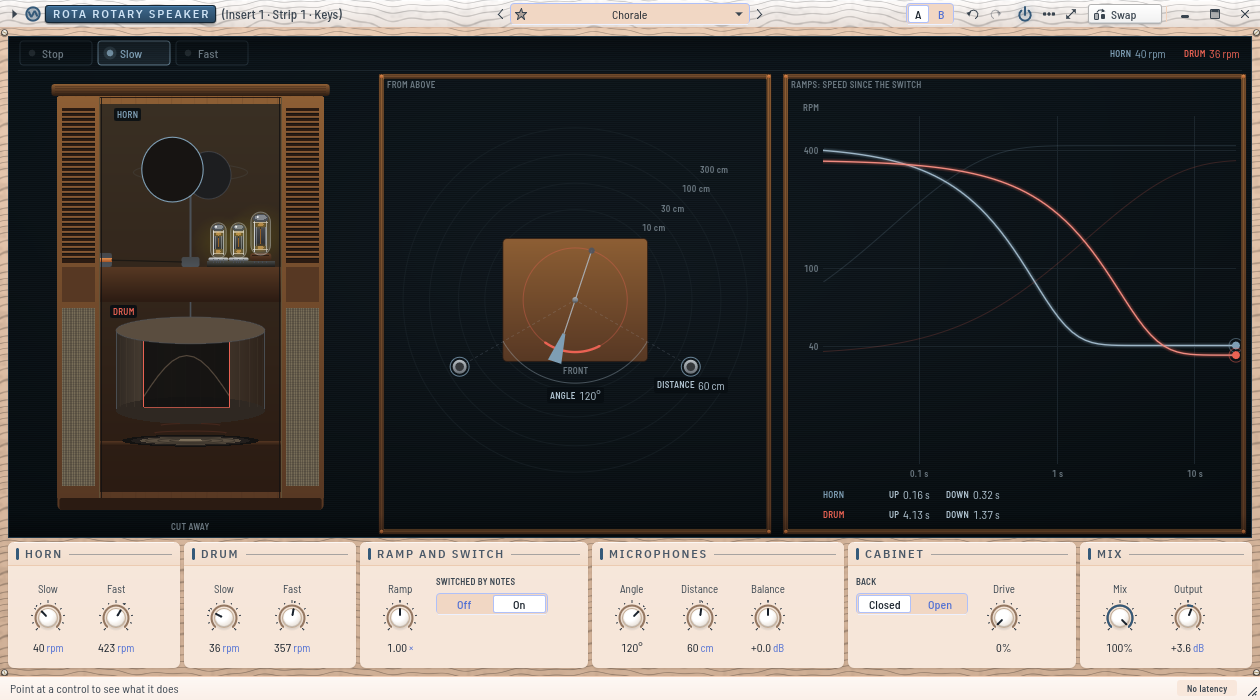 ROTA ROTARY SPEAKER (Insert 1 · Strip 1 · Keys) Chorale A B Swap
Stop Slow Fast HORN 40 rpm DRUM 36 rpm
HORN
DRUM
CUT AWAY
FROM ABOVE
300 cm
100 cm
30 cm
10 cm
FRONT
DISTANCE 60 cm
ANGLE 120°
RAMPS: SPEED SINCE THE SWITCH
RPM
400
100
40
0.1 s 1 s 10 s
HORN UP 0.16 s DOWN 0.32 s
DRUM UP 4.13 s DOWN 1.37 s
HORN
Slow Fast
40 rpm 423 rpm
DRUM
Slow Fast
36 rpm 357 rpm
RAMP AND SWITCH
Ramp SWITCHED BY NOTES
Off On
1.00 ×
MICROPHONES
Angle Distance Balance
120° 60 cm +0.0 dB
CABINET
BACK
Closed Open
Drive
0%
MIX
Mix Output
100% +3.6 dB
Point at a control to see what it does No latency